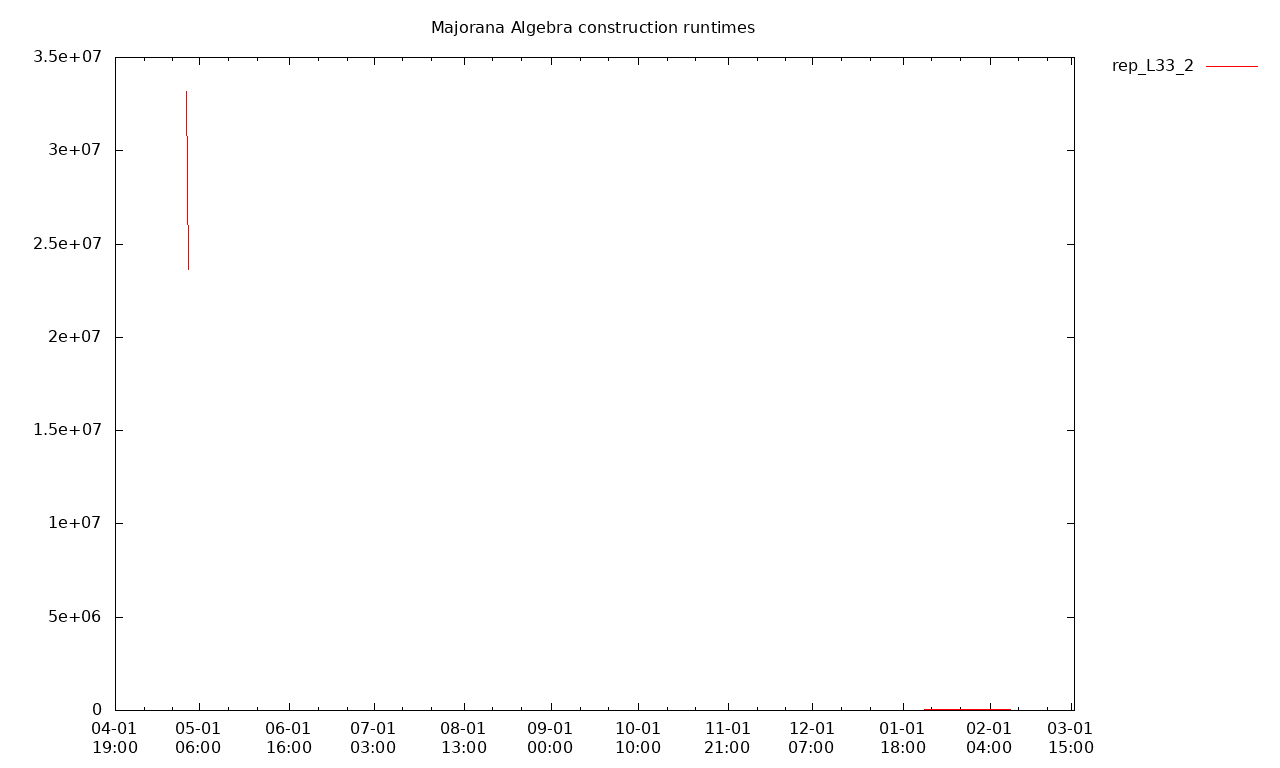 Majorana Algebra construction runtimes
rep_L33_2
3.5e+07
3e+07
2.5e+07
2e+07
1.5e+07
1e+07
5e+06
0
04-01 05-01 06-01 07-01 08-01 09-01 10-01 11-01 12-01 01-01 02-01 03-01
19:00 06:00 16:00 03:00 13:00 00:00 10:00 21:00 07:00 18:00 04:00 15:00